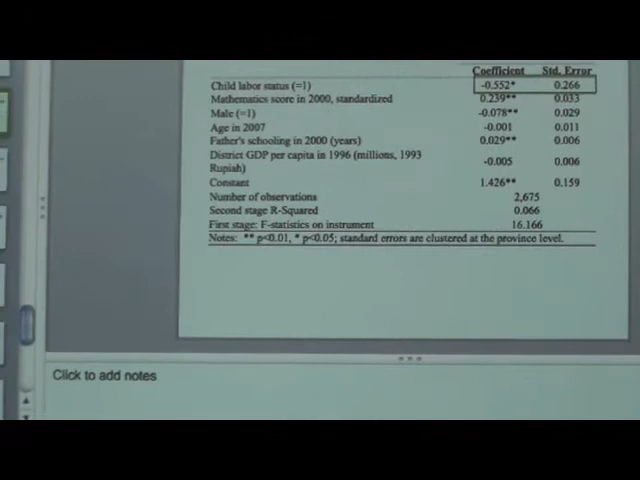 Coefficient Std. Error
Child labor status (=1) -0.552* 0.266
Mathematics score in 2000, standardized 0.239** 0.033
Male (=1) -0.078** 0.029
Age in 2007 -0.001 0.011
Father's schooling in 2000 (years) 0.029** 0.006
District GDP per capita in 1996 (millions, 1993 -0.005 0.006
Rupiah)
Constant 1.426** 0.159
Number of observations 2,675
Second stage R-Squared 0.066
First stage: F-statistics on instrument 16.166
Notes: ** p<0.01, * p<0.05; standard errors are clustered at the province level.
Click to add notes